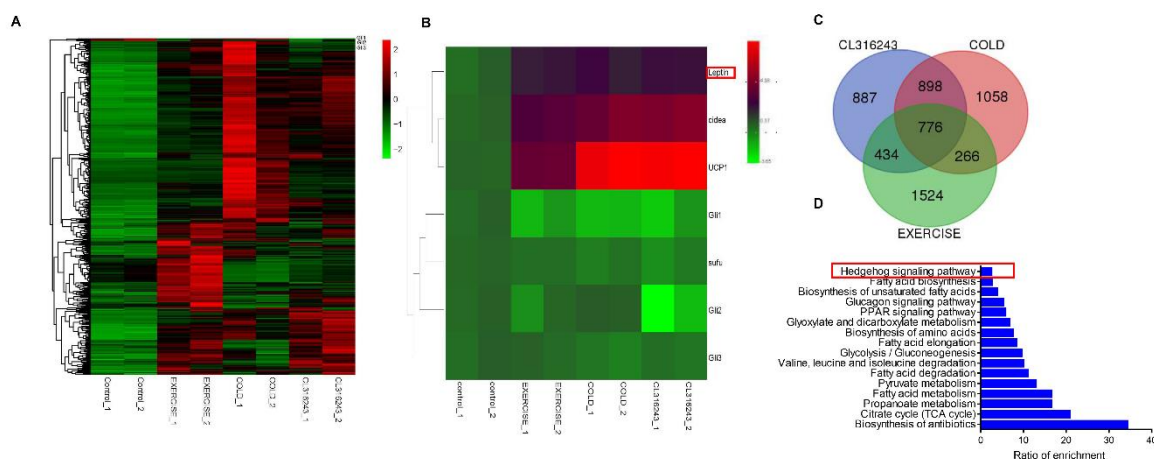 A
Gli1
Gli2
Gli3
2
1
0
−1
−2
Control_1
Control_2
EXERCISE_1
EXERCISE_2
COLD_1
COLD_2
CL316243_1
CL316243_2
B
Leptin
cidea
UCP1
Gli1
sufu
Gli2
Gli3
control_1
control_2
EXERCISE_1
EXERCISE_2
COLD_1
COLD_2
CL316243_1
CL316243_2
C
CL316243
COLD
887
898
1058
776
434
266
1524
EXERCISE
D
Hedgehog signaling pathway
Fatty acid biosynthesis
Biosynthesis of unsaturated fatty acids
Glucagon signaling pathway
PPAR signaling pathway
Glyoxylate and dicarboxylate metabolism
Biosynthesis of amino acids
Fatty acid elongation
Glycolysis / Gluconeogenesis
Valine, leucine and isoleucine degradation
Fatty acid degradation
Pyruvate metabolism
Fatty acid metabolism
Propanoate metabolism
Citrate cycle (TCA cycle)
Biosynthesis of antibiotics
0 10 20 30 40
Ratio of enrichment